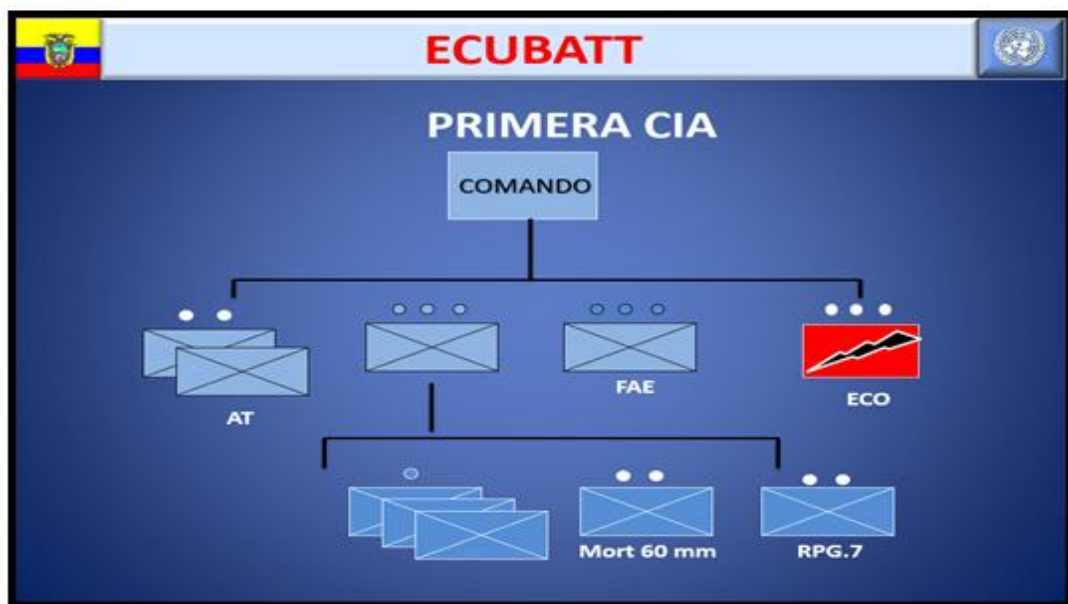 ECUBATT
PRIMERA CIA
COMANDO
AT
FAE
ECO
Mort 60 mm
RPG.7